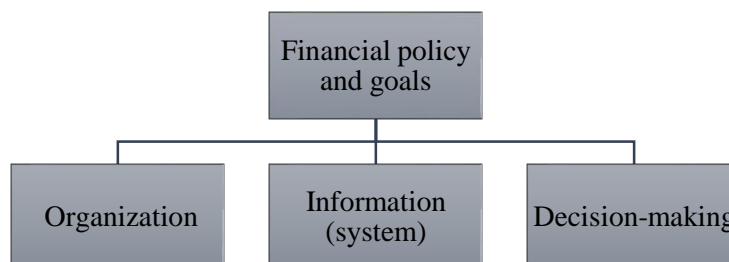 Financial policy
and goals
Organization
Information
(system)
Decision-making